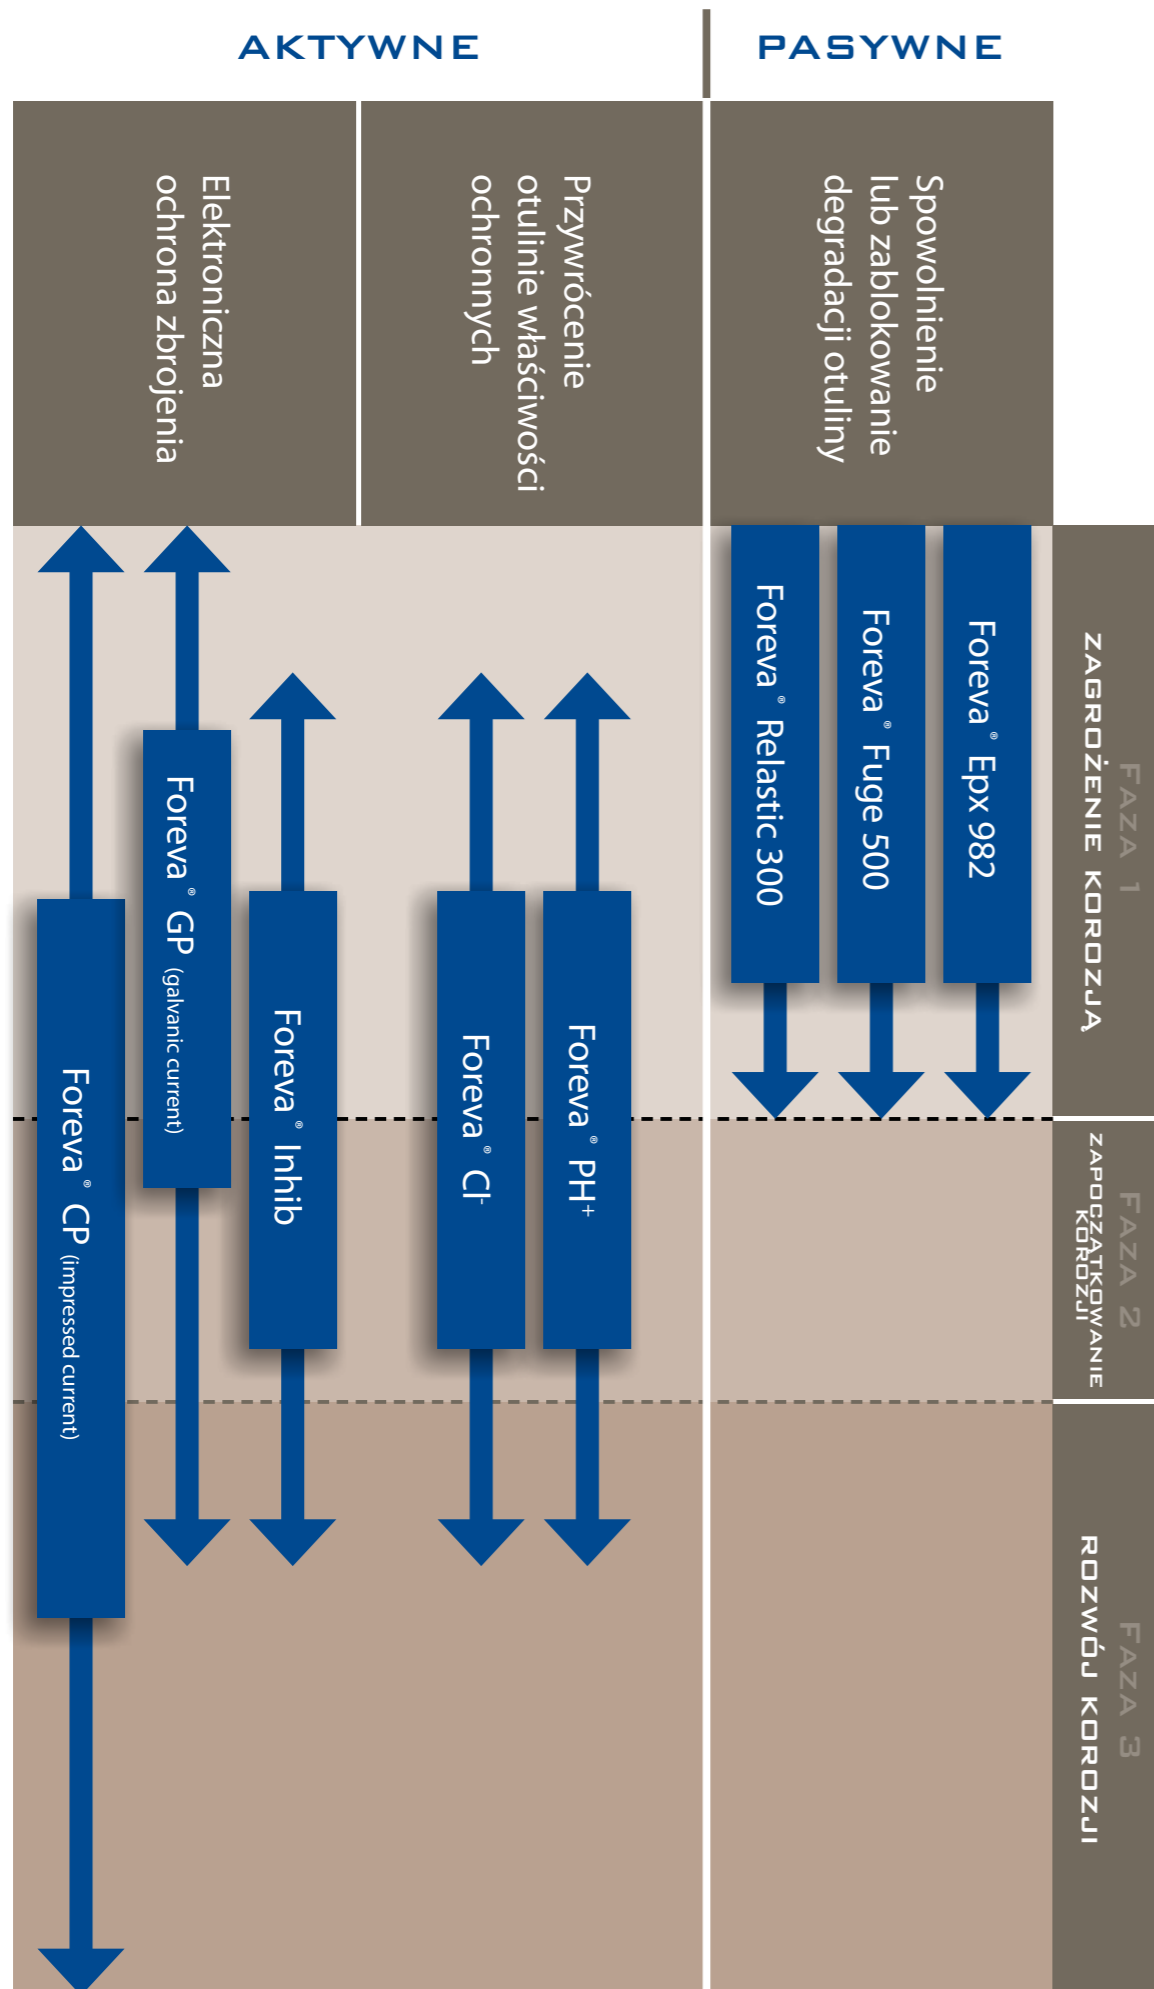 AKTYWNE
PASYWNE
Elektroniczna
ochrona zbrojenia
Przywrócenie
otulinie właściwości
ochronnych
Spowolnienie
lub zablokowanie
degradacji otuliny
FAZA 1
ZAGROŻENIE KOROZJĄ
FAZA 2
ZAPOCZĄTKOWANIE
KOROZJI
FAZA 3
ROZWÓJ KOROZJI
Foreva® Epx 982
Foreva® Fuge 500
Foreva® Relastic 300
Foreva® PH⁺
Foreva® Cl⁻
Foreva® Inhib
Foreva® GP (galvanic current)
Foreva® CP (impressed current)